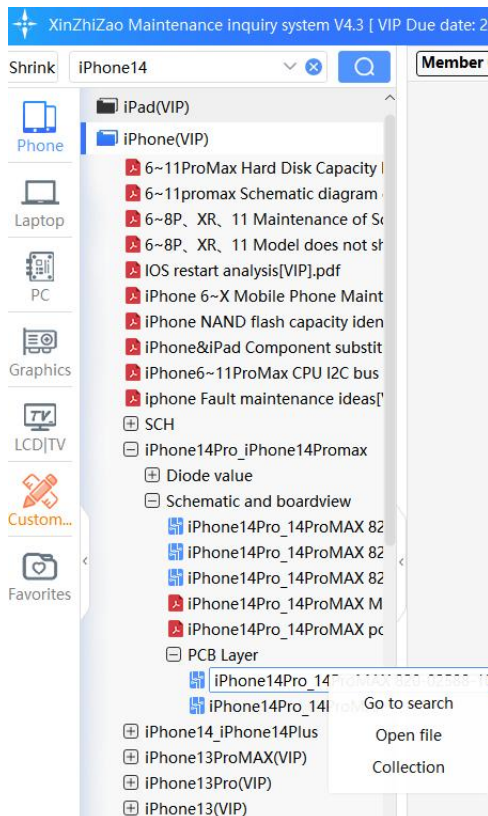 XinZhiZao Maintenance inquiry system V4.3 [ VIP Due date: 2
Shrink
iPhone14
Member
Phone
Laptop
PC
Graphics
TV
LCD|TV
Custom...
Favorites
iPad(VIP)
iPhone(VIP)
6~11ProMax Hard Disk Capacity
6~11promax Schematic diagram
6~8P、XR、11 Maintenance of Sc
6~8P、XR、11 Model does not sh
IOS restart analysis[VIP].pdf
iPhone 6~X Mobile Phone Maint
iPhone NAND flash capacity iden
iPhone&iPad Component substit
iPhone6~11ProMax CPU I2C bus
iphone Fault maintenance ideas[
SCH
iPhone14Pro_iPhone14Promax
Diode value
Schematic and boardview
iPhone14Pro_14ProMAX 82
iPhone14Pro_14ProMAX 82
iPhone14Pro_14ProMAX 82
iPhone14Pro_14ProMAX M
iPhone14Pro_14ProMAX pc
PCB Layer
iPhone14Pro_14ProMAX
iPhone14Pro_14
iPhone14_iPhone14Plus
iPhone13ProMAX(VIP)
iPhone13Pro(VIP)
iPhone13(VIP)
Go to search
Open file
Collection